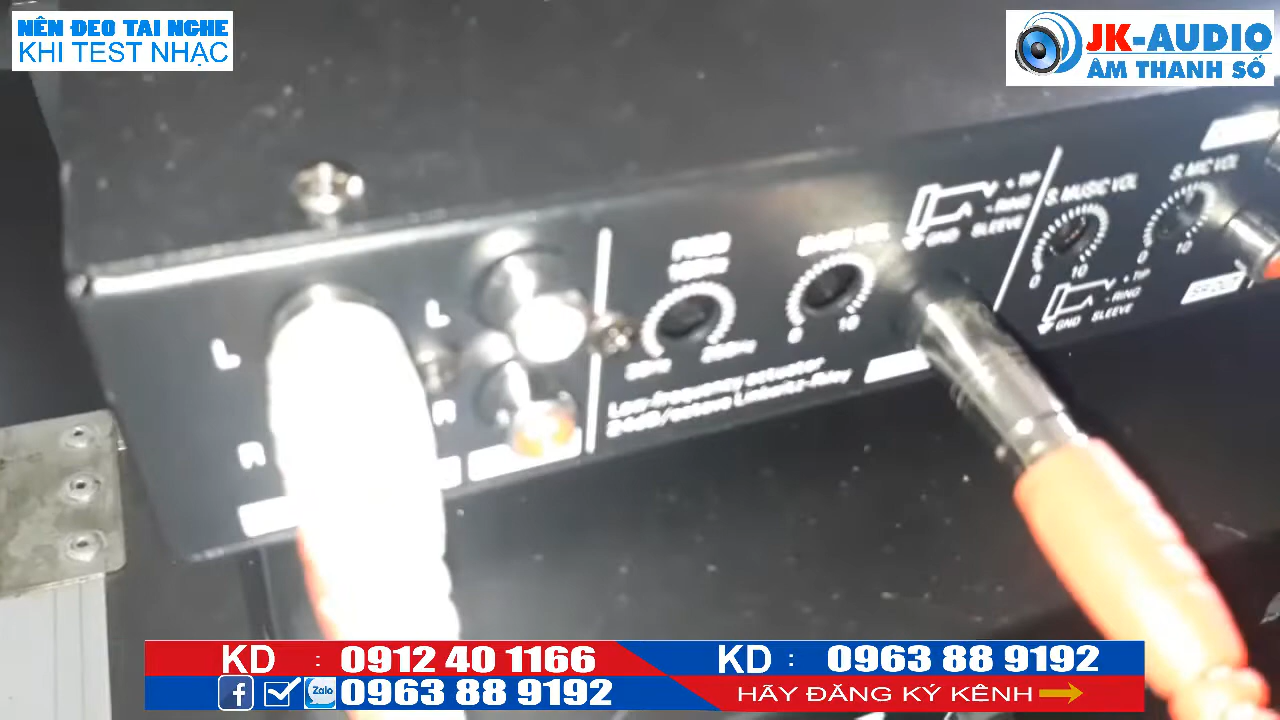 NÊN ĐEO TAI NGHE
KHI TEST NHẠC
JK-AUDIO
ÂM THANH SỐ
L
R
L
R
FREQ
BASS VOL
0
10
Low-frequency actuator
24dB/octave Linkwitz-Riley
+ TIP
- RING
GND SLEEVE
S. MUSIC VOL
0
10
+ TIP
- RING
GND SLEEVE
S. MIC VOL
0
10
KD : 0912 40 1166
KD : 0963 88 9192
Zalo
0963 88 9192
HÃY ĐĂNG KÝ KÊNH